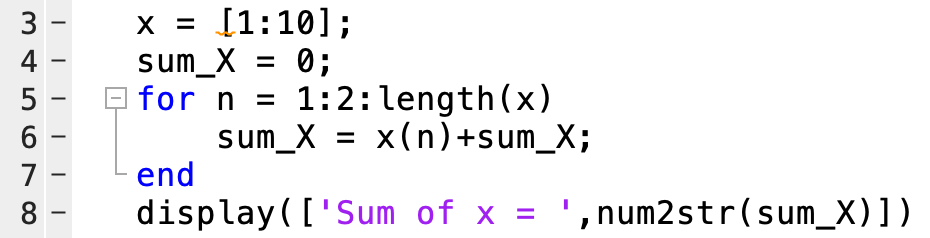 3 – x = [1:10];
4 – sum_X = 0;
5 – for n = 1:2:length(x)
6 – sum_X = x(n)+sum_X;
7 – end
8 – display(['Sum of x = ',num2str(sum_X)])